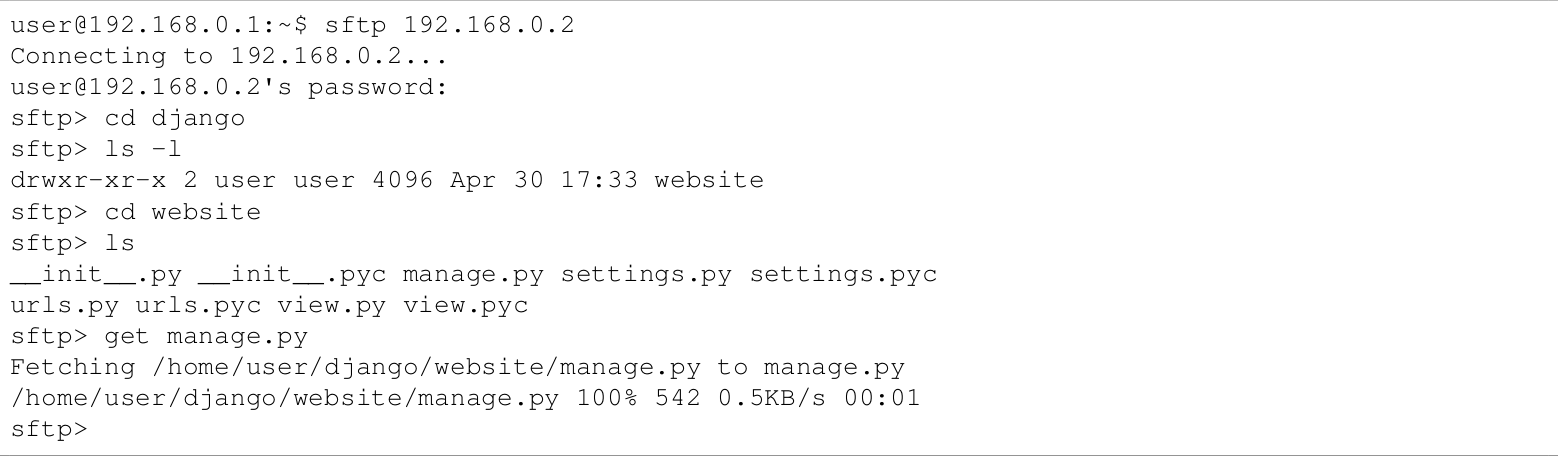 user@192.168.0.1:~$ sftp 192.168.0.2
Connecting to 192.168.0.2...
user@192.168.0.2's password:
sftp> cd django
sftp> ls -l
drwxr-xr-x 2 user user 4096 Apr 30 17:33 website
sftp> cd website
sftp> ls
__init__.py __init__.pyc manage.py settings.py settings.pyc
urls.py urls.pyc view.py view.pyc
sftp> get manage.py
Fetching /home/user/django/website/manage.py to manage.py
/home/user/django/website/manage.py 100% 542 0.5KB/s 00:01
sftp>